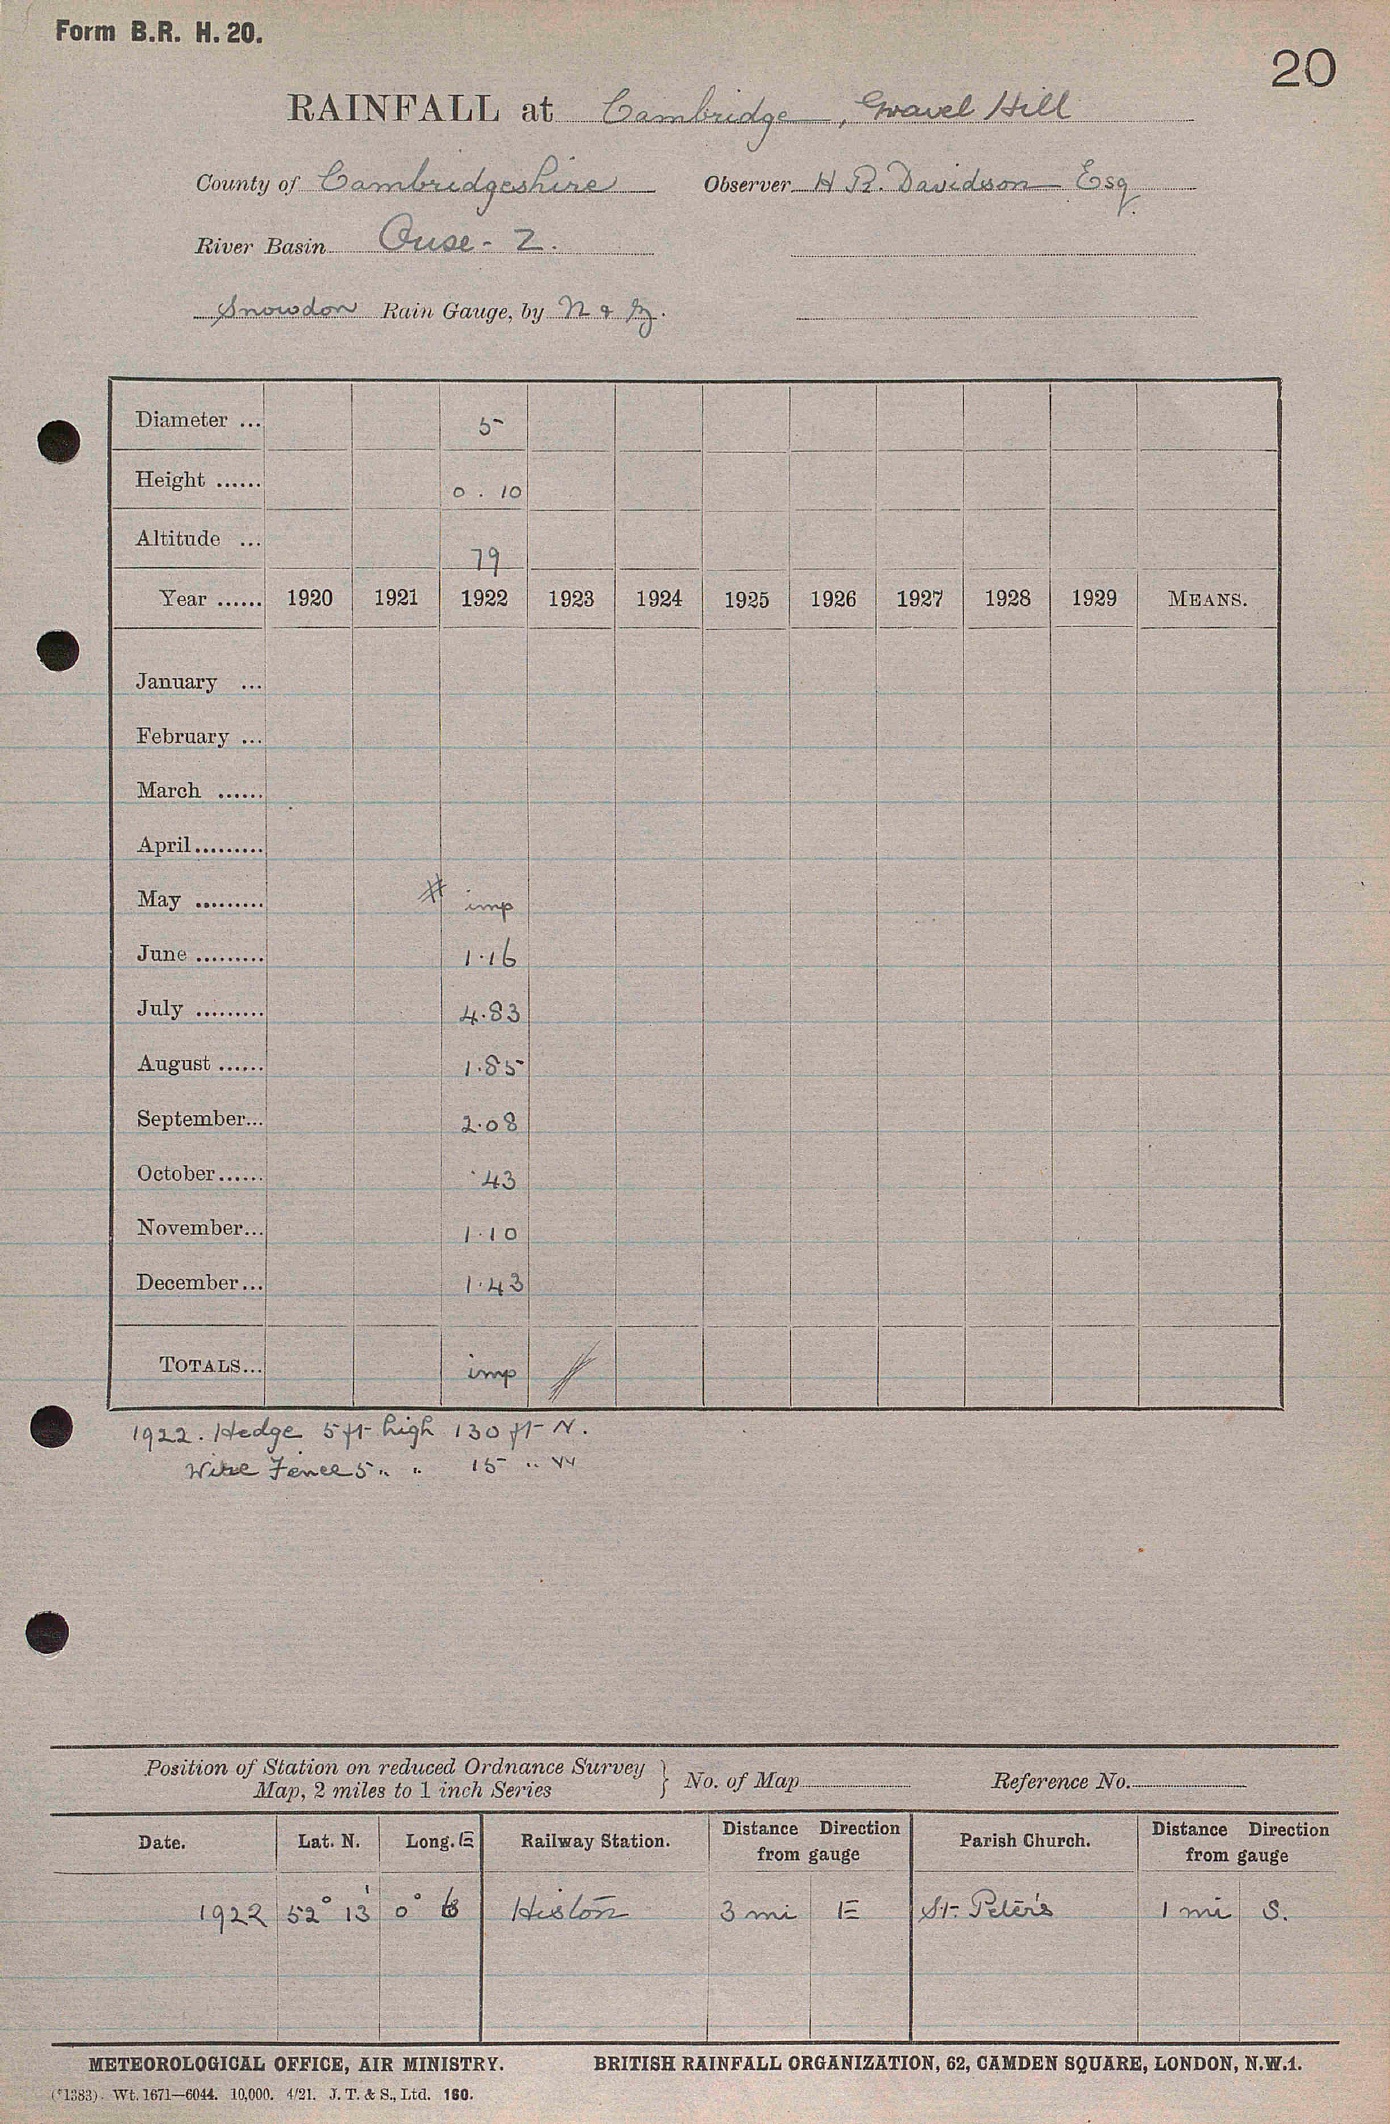 Form B.R. H. 20.
20
RAINFALL at Cambridge, Gravel Hill
County of Cambridgeshire Observer H R. Davidson Esq.
River Basin Ouse - 2.
Snowdon Rain Gauge, by N & Z.
Diameter ... 5
Height ...... 0 . 10
Altitude ... 79
Year ...... 1920 1921 1922 1923 1924 1925 1926 1927 1928 1929 MEANS.
January ...
February ...
March ......
April.........
May ......... # imp
June ......... 1.16
July ......... 4.83
August ...... 1.85
September... 2.08
October...... .43
November... 1.10
December... 1.43
TOTALS... imp
1922. Hedge 5 ft high 130 ft N.
Wire Fence 5 " " 15 " W
Position of Station on reduced Ordnance Survey
Map, 2 miles to 1 inch Series } No. of Map Reference No.
Date. Lat. N. Long. E Railway Station. Distance Direction from gauge Parish Church. Distance Direction from gauge
1922 52° 13' 0° Histon 3 mi E St. Peter's 1 mi S.
METEOROLOGICAL OFFICE, AIR MINISTRY. BRITISH RAINFALL ORGANIZATION, 62, CAMDEN SQUARE, LONDON, N.W.1.
(*1383). Wt. 1671—6044. 10,000. 4/21. J. T. & S., Ltd. 160.